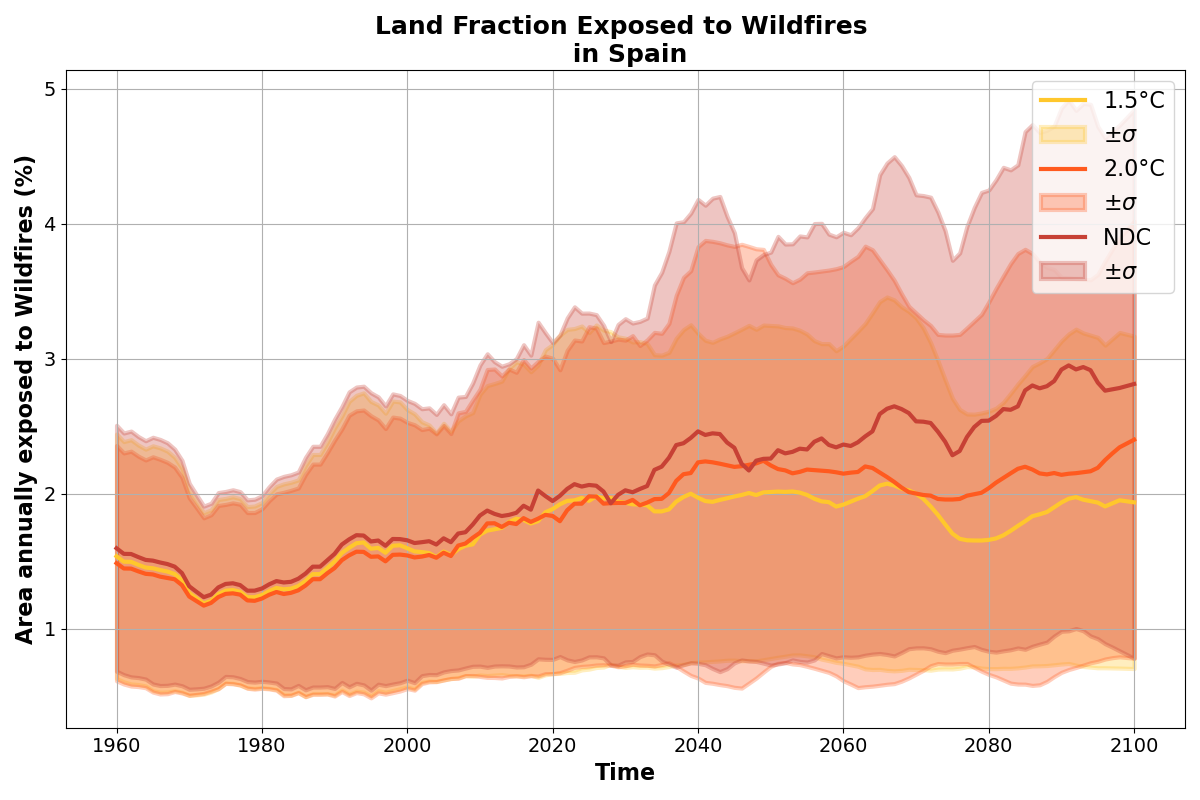 Land Fraction Exposed to Wildfires
in Spain
Area annually exposed to Wildfires (%)
5
4
3
2
1
1.5°C
±σ
2.0°C
±σ
NDC
±σ
1960 1980 2000 2020 2040 2060 2080 2100
Time